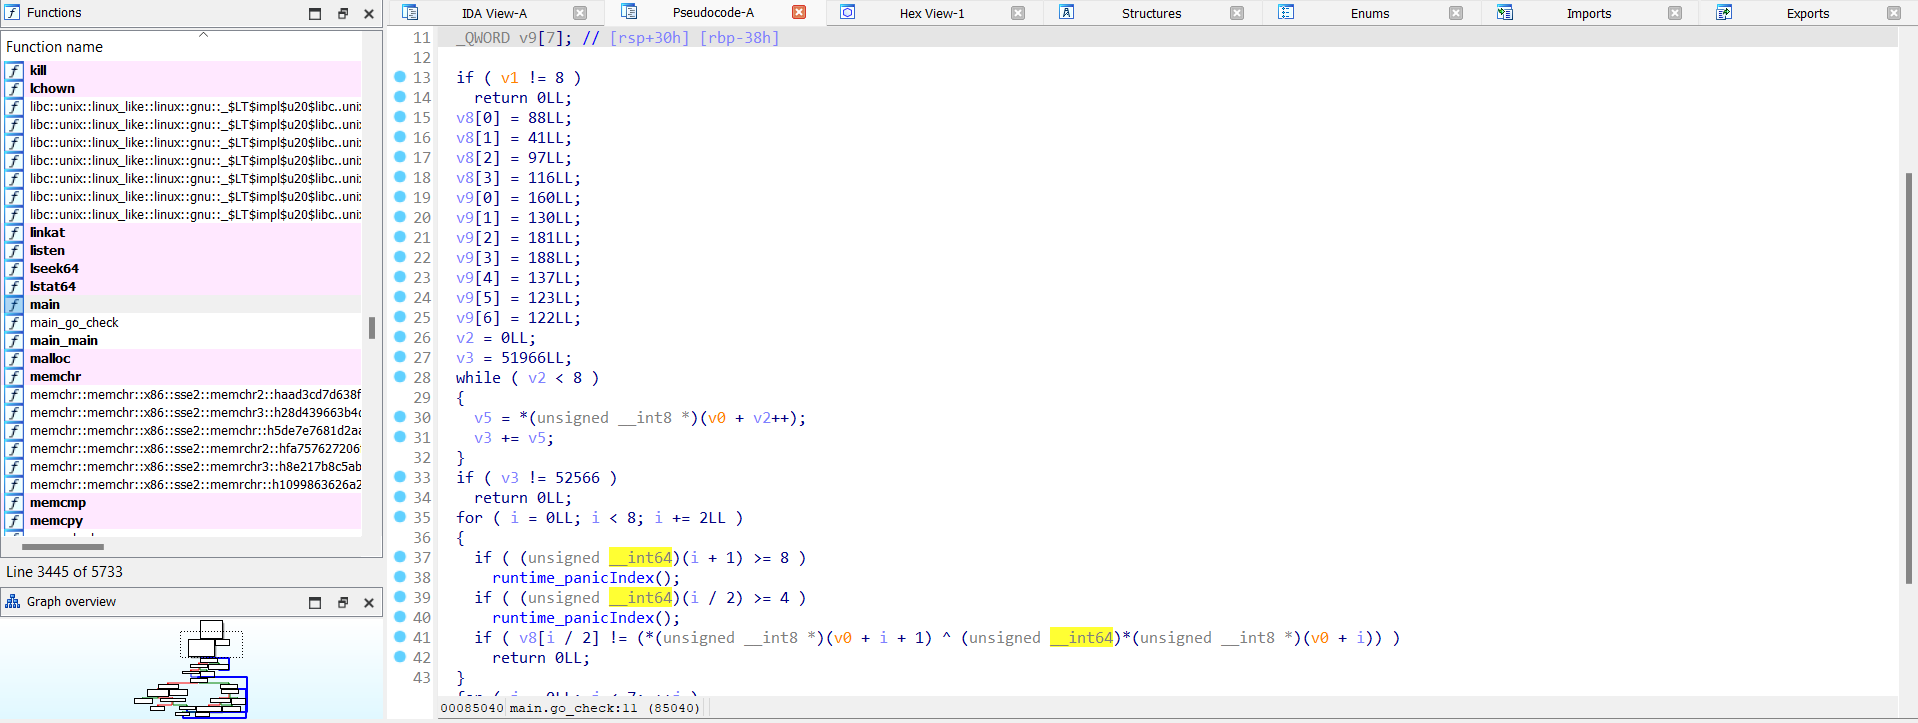 Functions
Function name
kill
lchown
libc::unix::linux_like::linux::gnu::_$LT$impl$u20$libc..unix
libc::unix::linux_like::linux::gnu::_$LT$impl$u20$libc..unix
libc::unix::linux_like::linux::gnu::_$LT$impl$u20$libc..unix
libc::unix::linux_like::linux::gnu::_$LT$impl$u20$libc..unix
libc::unix::linux_like::linux::gnu::_$LT$impl$u20$libc..unix
libc::unix::linux_like::linux::gnu::_$LT$impl$u20$libc..unix
libc::unix::linux_like::linux::gnu::_$LT$impl$u20$libc..unix
linkat
listen
lseek64
lstat64
main
main_go_check
main_main
malloc
memchr
memchr::memchr::x86::sse2::memchr2::haad3cd7d638f
memchr::memchr::x86::sse2::memchr3::h28d439663b4c
memchr::memchr::x86::sse2::memchr::h5de7e7681d2aa
memchr::memchr::x86::sse2::memrchr2::hfa757627206
memchr::memchr::x86::sse2::memrchr3::h8e217b8c5ab
memchr::memchr::x86::sse2::memrchr::h1099863626a2
memcmp
memcpy
Line 3445 of 5733
Graph overview
IDA View-A
Pseudocode-A
Hex View-1
Structures
Enums
Imports
Exports
11 _QWORD v9[7]; // [rsp+30h] [rbp-38h]
12
13 if ( v1 != 8 )
14 return 0LL;
15 v8[0] = 88LL;
16 v8[1] = 41LL;
17 v8[2] = 97LL;
18 v8[3] = 116LL;
19 v9[0] = 160LL;
20 v9[1] = 130LL;
21 v9[2] = 181LL;
22 v9[3] = 188LL;
23 v9[4] = 137LL;
24 v9[5] = 123LL;
25 v9[6] = 122LL;
26 v2 = 0LL;
27 v3 = 51966LL;
28 while ( v2 < 8 )
29 {
30 v5 = *(unsigned __int8 *)(v0 + v2++);
31 v3 += v5;
32 }
33 if ( v3 != 52566 )
34 return 0LL;
35 for ( i = 0LL; i < 8; i += 2LL )
36 {
37 if ( (unsigned __int64)(i + 1) >= 8 )
38 runtime_panicIndex();
39 if ( (unsigned __int64)(i / 2) >= 4 )
40 runtime_panicIndex();
41 if ( v8[i / 2] != (*(unsigned __int8 *)(v0 + i + 1) ^ (unsigned __int64)*(unsigned __int8 *)(v0 + i)) )
42 return 0LL;
43 }
00085040 main.go_check:11 (85040)